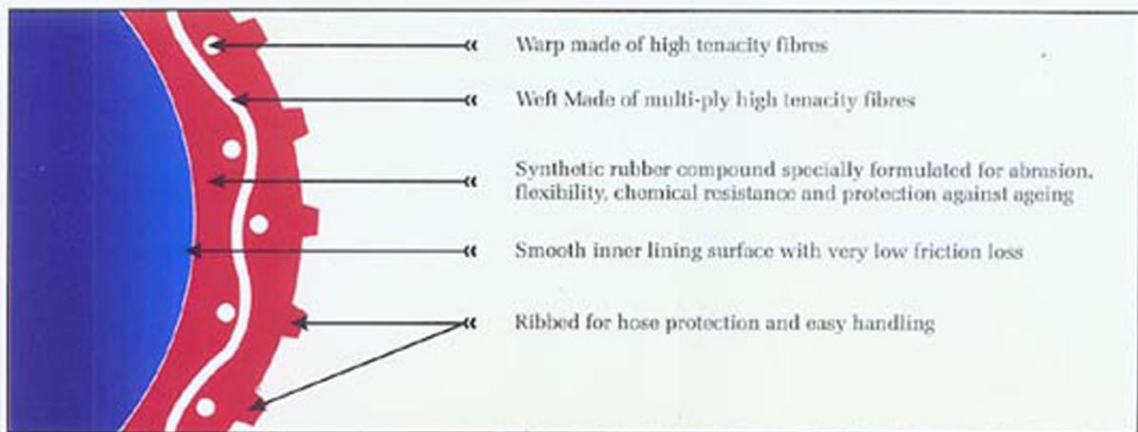 Warp made of high tenacity fibres
Weft Made of multi-ply high tenacity fibres
Synthetic rubber compound specially formulated for abrasion,
flexibility, chemical resistance and protection against ageing
Smooth inner lining surface with very low friction loss
Ribbed for hose protection and easy handling